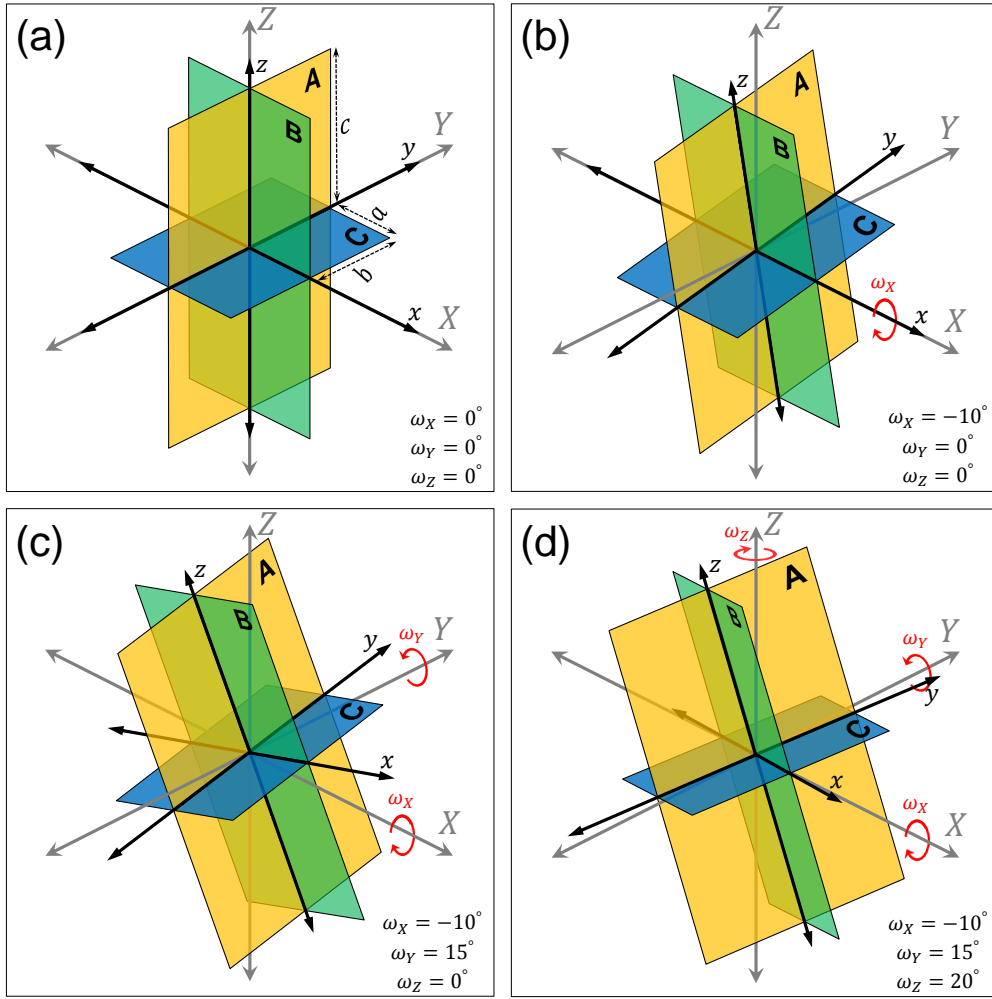 (a)
Z
z
A
B
c
Y
y
a
C
b
x
X
ω_X = 0°
ω_Y = 0°
ω_Z = 0°
(b)
Z
z
A
B
Y
y
C
ω_X
x
X
ω_X = −10°
ω_Y = 0°
ω_Z = 0°
(c)
Z
z
A
B
ω_Y
Y
y
C
x
ω_X
X
ω_X = −10°
ω_Y = 15°
ω_Z = 0°
(d)
ω_Z
Z
z
A
B
ω_Y
Y
y
C
x
ω_X
X
ω_X = −10°
ω_Y = 15°
ω_Z = 20°